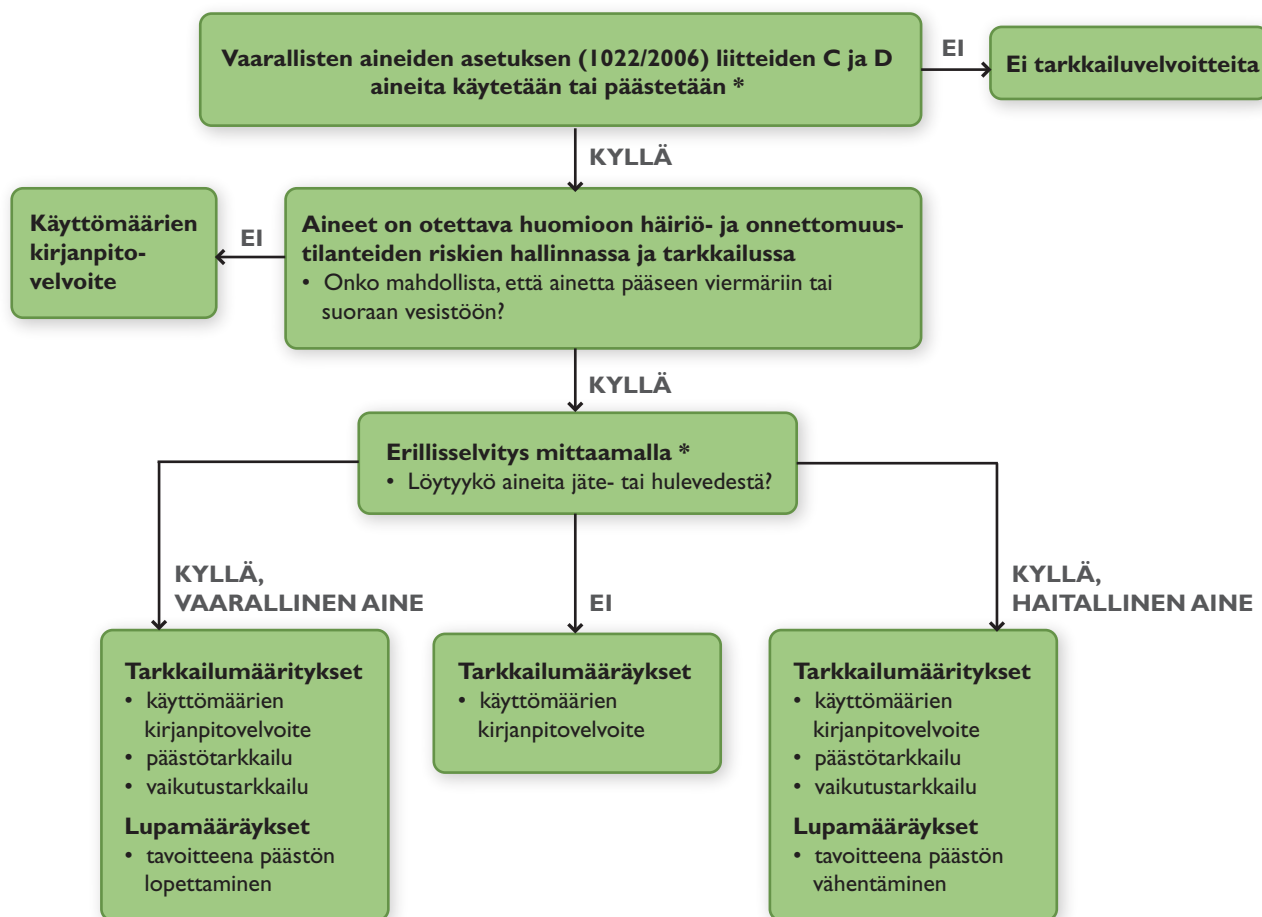 Vaarallisten aineiden asetuksen (1022/2006) liitteiden C ja D
aineita käytetään tai päästetään *
EI
Ei tarkkailuvelvoitteita
KYLLÄ
Käyttömäärien
kirjanpito-
velvoite
EI
Aineet on otettava huomioon häiriö- ja onnettomuus-
tilanteiden riskien hallinnassa ja tarkkailussa
• Onko mahdollista, että ainetta pääseen viermäriin tai
suoraan vesistöön?
KYLLÄ
Erillisselvitys mittaamalla *
• Löytyykö aineita jäte- tai hulevedestä?
KYLLÄ,
VAARALLINEN AINE
EI
KYLLÄ,
HAITALLINEN AINE
Tarkkailumääritykset
• käyttömäärien
kirjanpitovelvoite
• päästötarkkailu
• vaikutustarkkailu
Lupamääräykset
• tavoitteena päästön
lopettaminen
Tarkkailumääräykset
• käyttömäärien
kirjanpitovelvoite
Tarkkailumääritykset
• käyttömäärien
kirjanpitovelvoite
• päästötarkkailu
• vaikutustarkkailu
Lupamääräykset
• tavoitteena päästön
vähentäminen